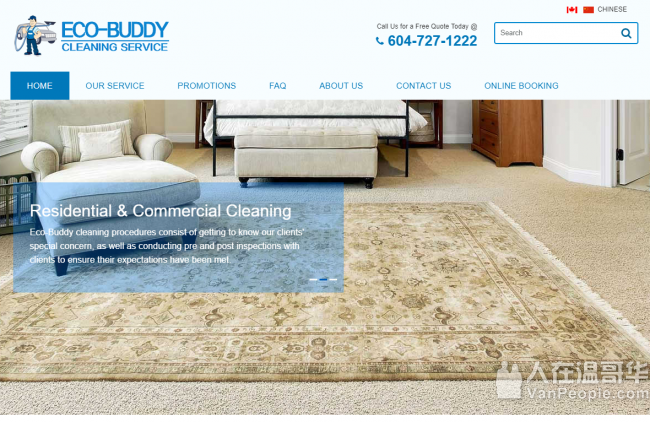 ECO-BUDDY
CLEANING SERVICE
CHINESE
Call Us for a Free Quote Today @
604-727-1222
Search
HOME
OUR SERVICE
PROMOTIONS
FAQ
ABOUT US
CONTACT US
ONLINE BOOKING
Residential & Commercial Cleaning
Eco-Buddy cleaning procedures consist of getting to know our clients'
special concern, as well as conducting pre and post inspections with
clients to ensure their expectations have been met.
人在温哥华
VanPeople.com